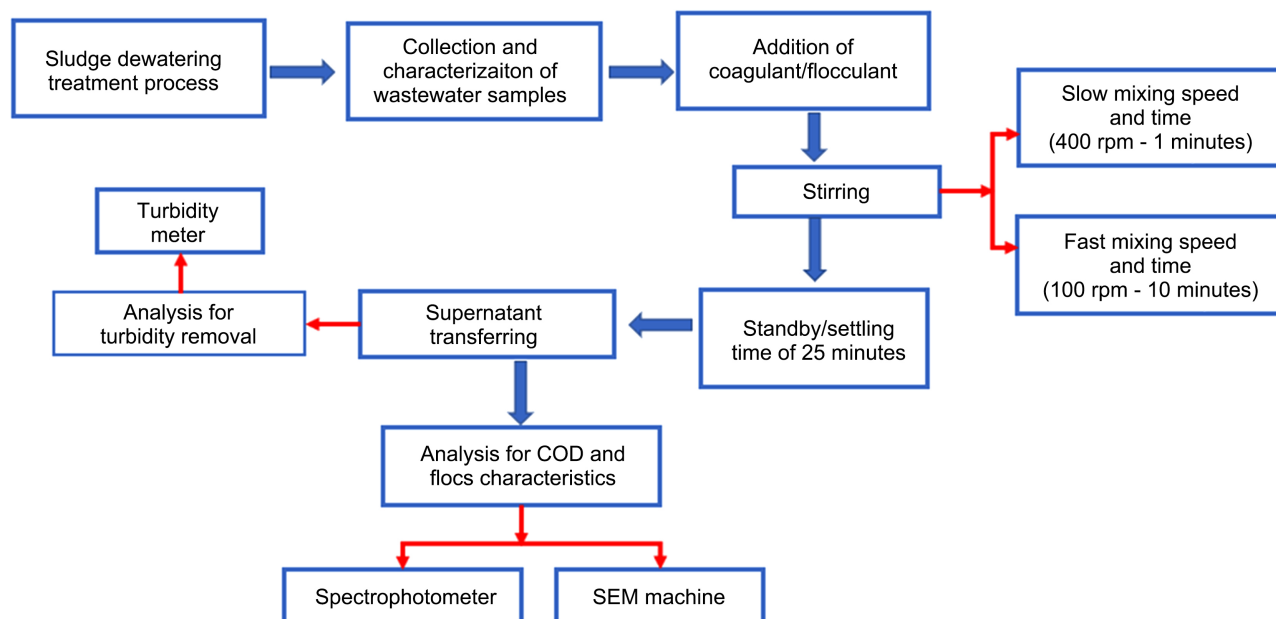 Sludge dewatering
treatment process
Collection and
characterizaiton of
wastewater samples
Addition of
coagulant/flocculant
Slow mixing speed
and time
(400 rpm - 1 minutes)
Stirring
Fast mixing speed
and time
(100 rpm - 10 minutes)
Standby/settling
time of 25 minutes
Supernatant
transferring
Analysis for
turbidity removal
Turbidity
meter
Analysis for COD and
flocs characteristics
Spectrophotometer
SEM machine